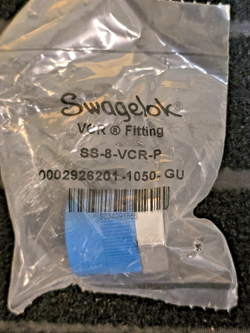 Swagelok
VCR ® Fitting
SS-8-VCR-P
0002926201-1050-GU